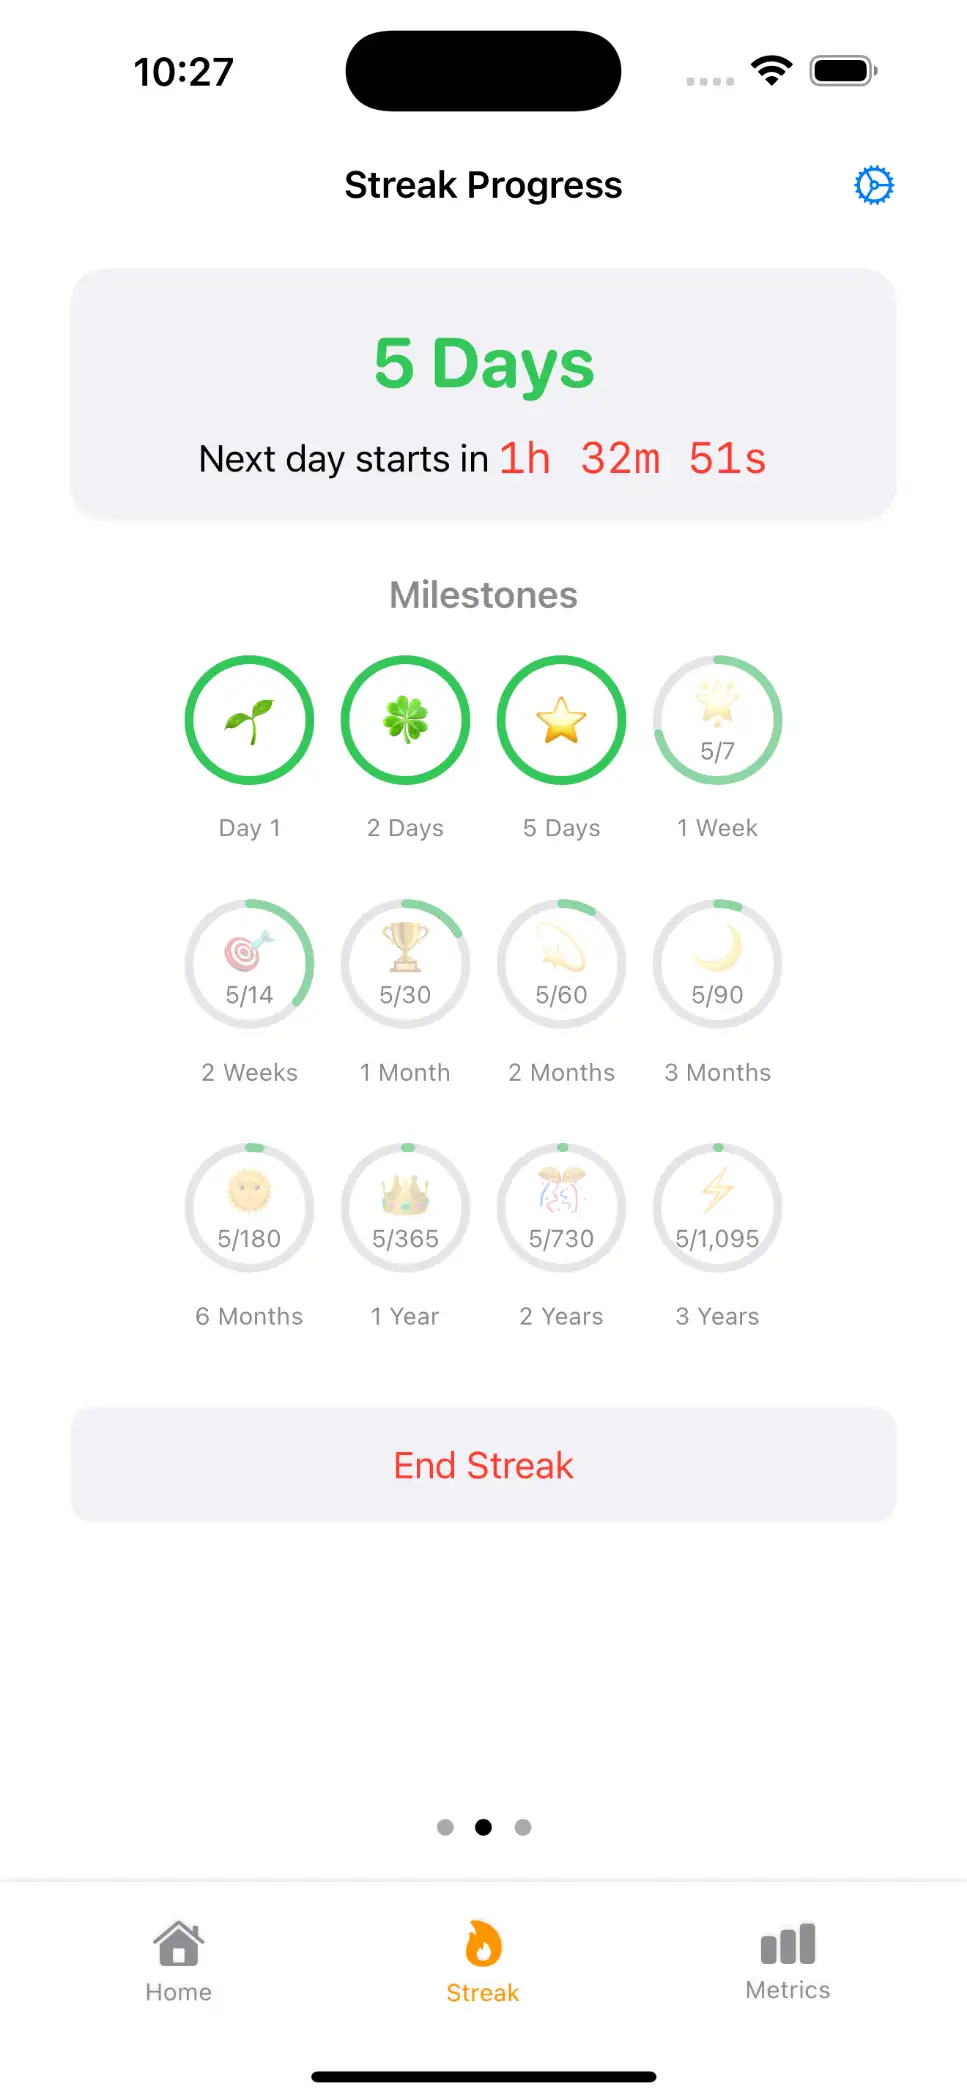 10:27
Streak Progress
5 Days
Next day starts in 1h 32m 51s
Milestones
5/7
Day 1 2 Days 5 Days 1 Week
5/14 5/30 5/60 5/90
2 Weeks 1 Month 2 Months 3 Months
5/180 5/365 5/730 5/1,095
6 Months 1 Year 2 Years 3 Years
End Streak
Home Streak Metrics